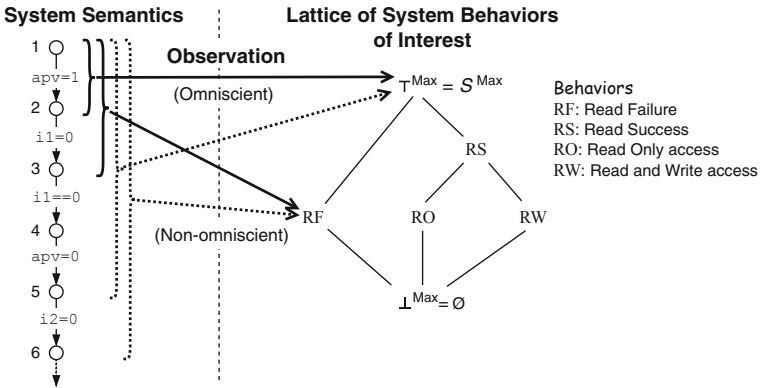 System Semantics
Lattice of System Behaviors
of Interest
1
apv=1
2
i1=0
3
i1==0
4
apv=0
5
i2=0
6
Observation
(Omniscient)
(Non-omniscient)
⊤Max = S Max
RS
RF
RO
RW
⊥Max = Ø
Behaviors
RF: Read Failure
RS: Read Success
RO: Read Only access
RW: Read and Write access